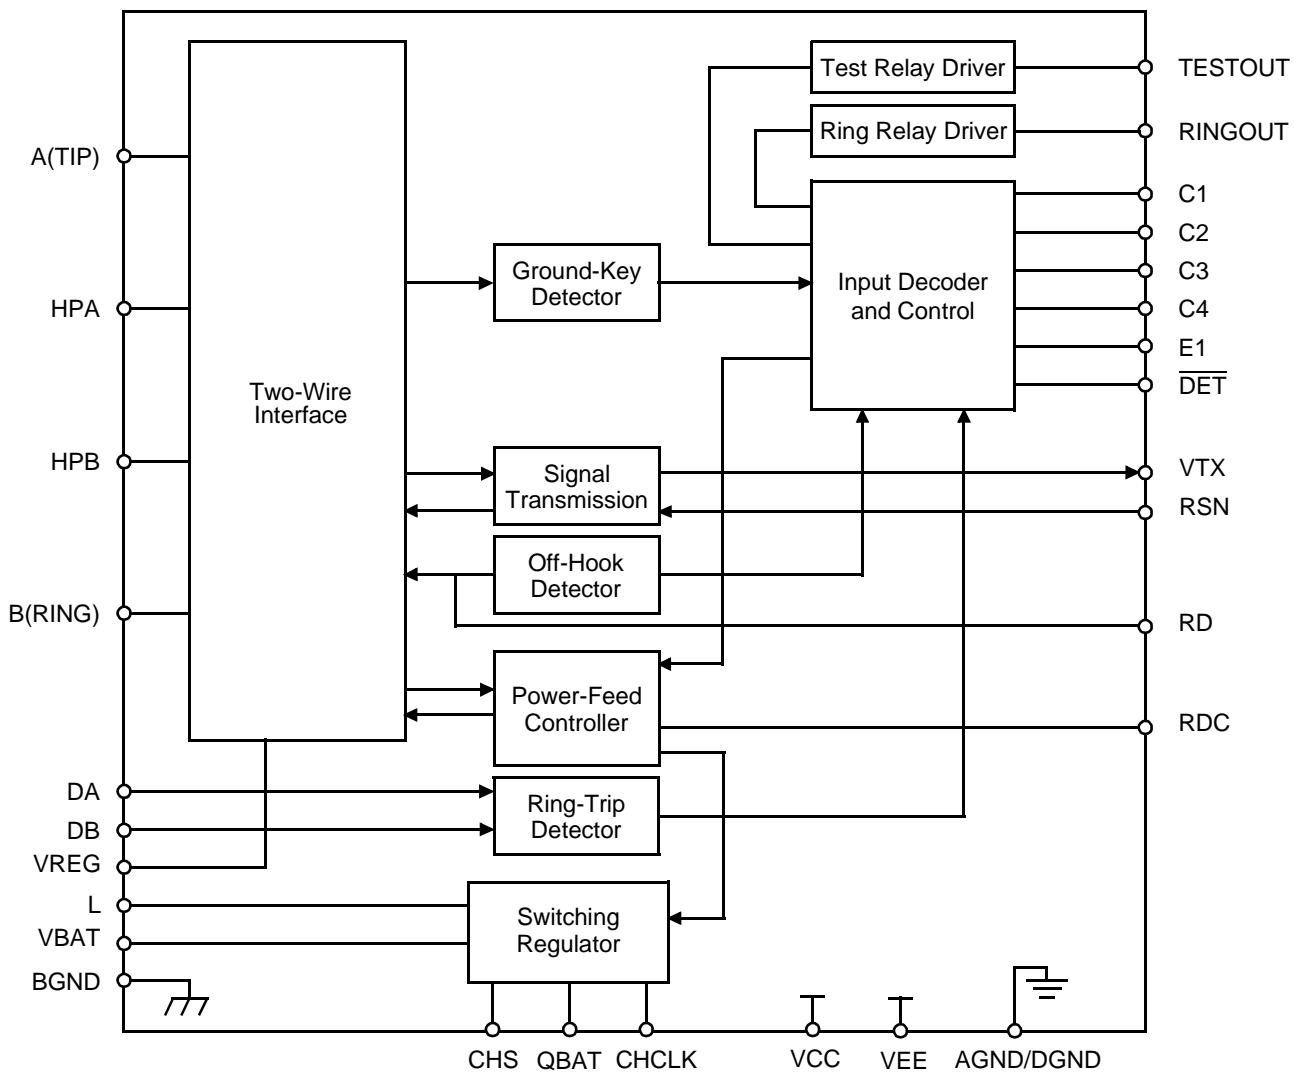 Test Relay Driver
TESTOUT
Ring Relay Driver
RINGOUT
A(TIP)
C1
C2
Ground-Key
Detector
Input Decoder
and Control
C3
HPA
C4
E1
Two-Wire
Interface
DET
HPB
Signal
Transmission
VTX
RSN
Off-Hook
Detector
B(RING)
RD
Power-Feed
Controller
RDC
DA
Ring-Trip
Detector
DB
VREG
L
Switching
Regulator
VBAT
BGND
CHS
QBAT
CHCLK
VCC
VEE
AGND/DGND